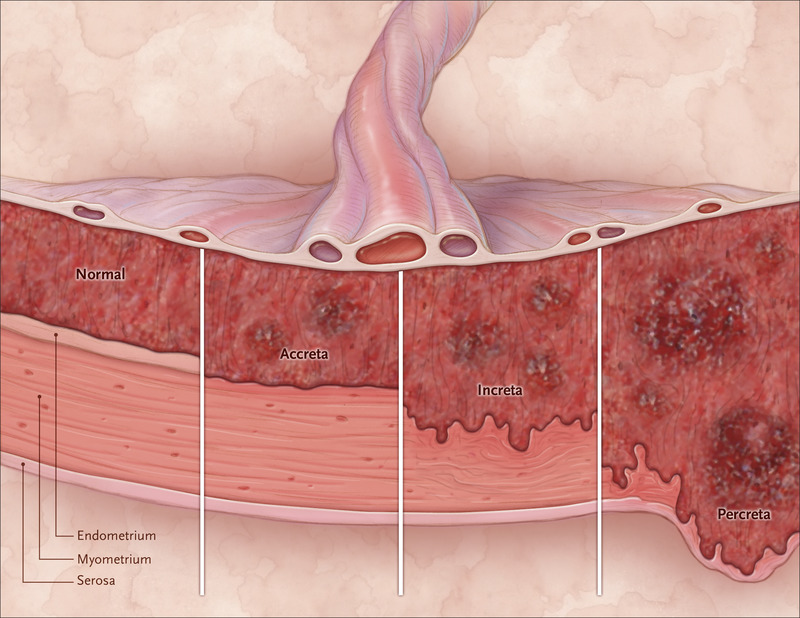 Normal
Accreta
Increta
Percreta
Endometrium
Myometrium
Serosa